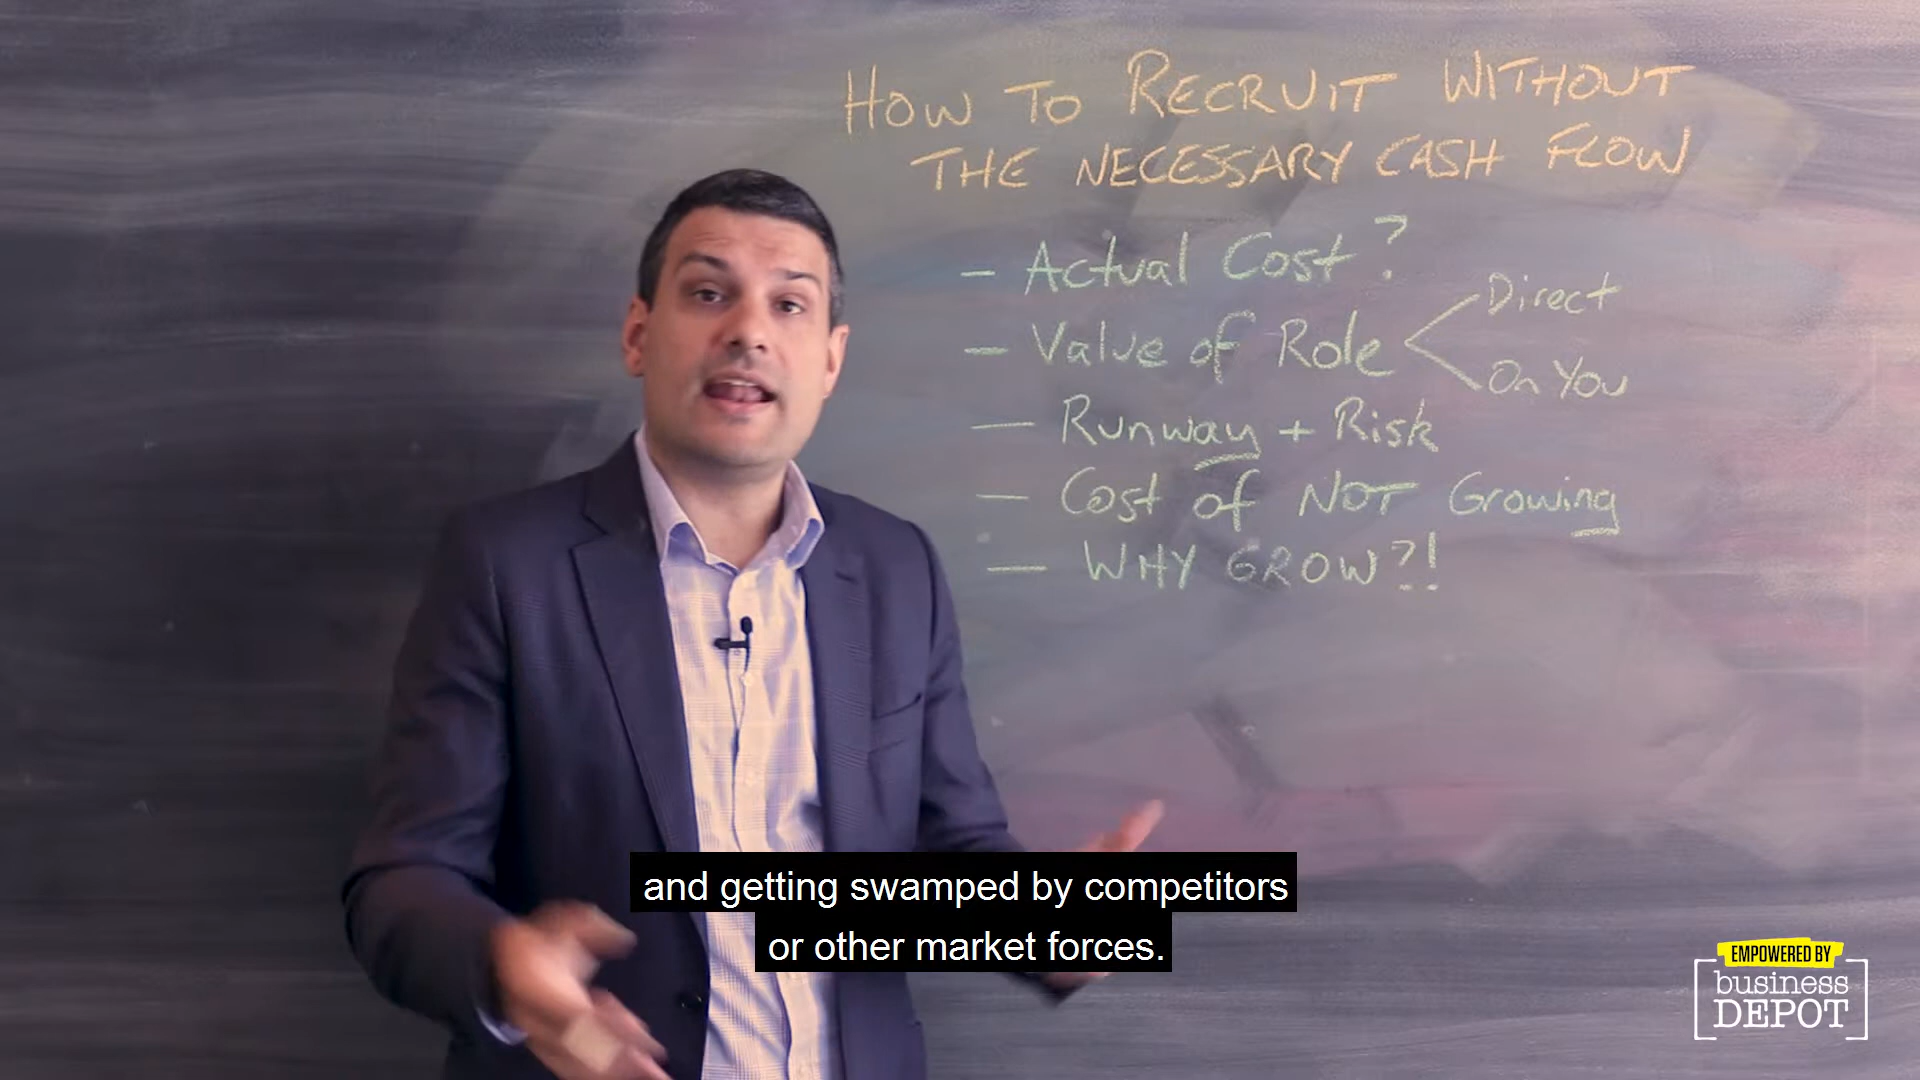 HOW TO RECRUIT WITHOUT
THE NECESSARY CASH FLOW
- Actual Cost?
- Value of Role < Direct
On You
- Runway + Risk
- Cost of NOT Growing
- WHY GROW?!
and getting swamped by competitors
or other market forces.
EMPOWERED BY
business
DEPOT